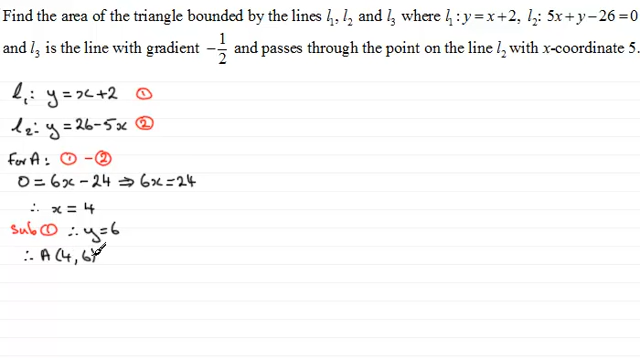 Find the area of the triangle bounded by the lines l₁, l₂ and l₃ where l₁ : y = x + 2, l₂ : 5x + y − 26 = 0
and l₃ is the line with gradient −1/2 and passes through the point on the line l₂ with x-coordinate 5.
l₁: y = x+2 ①
l₂: y = 26-5x ②
For A: ① - ②
0 = 6x - 24 ⇒ 6x = 24
∴ x = 4
sub ① ∴ y = 6
∴ A (4, 6)